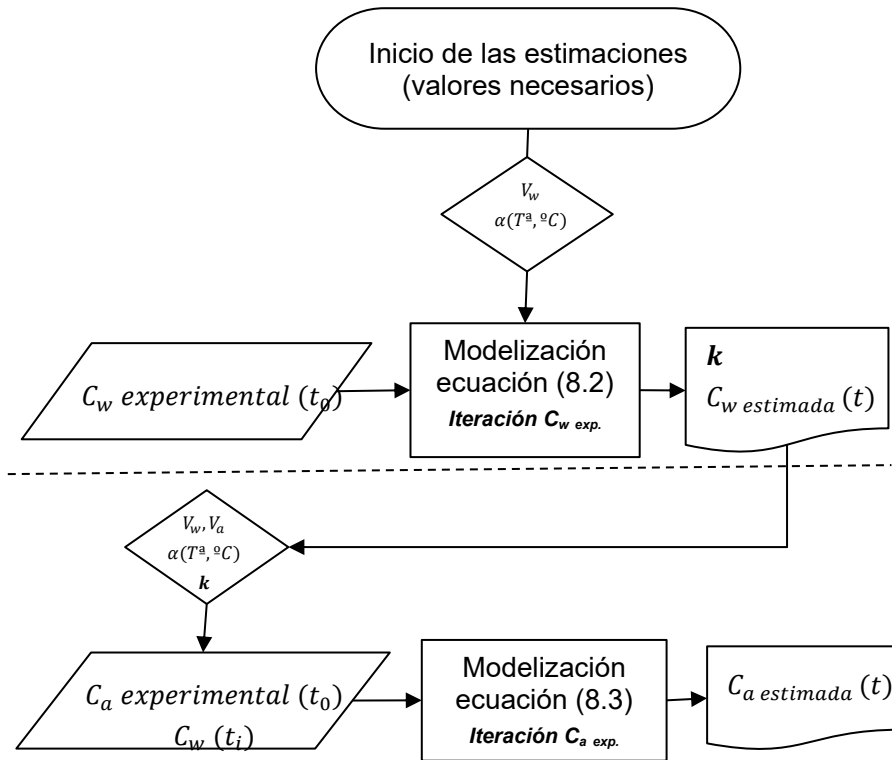 Inicio de las estimaciones
(valores necesarios)
V_w
α(Tª, ºC)
C_w experimental (t_0)
Modelización
ecuación (8.2)
Iteración C_w exp.
k
C_w estimada (t)
V_w, V_a
α(Tª, ºC)
k
C_a experimental (t_0)
C_w (t_i)
Modelización
ecuación (8.3)
Iteración C_a exp.
C_a estimada (t)